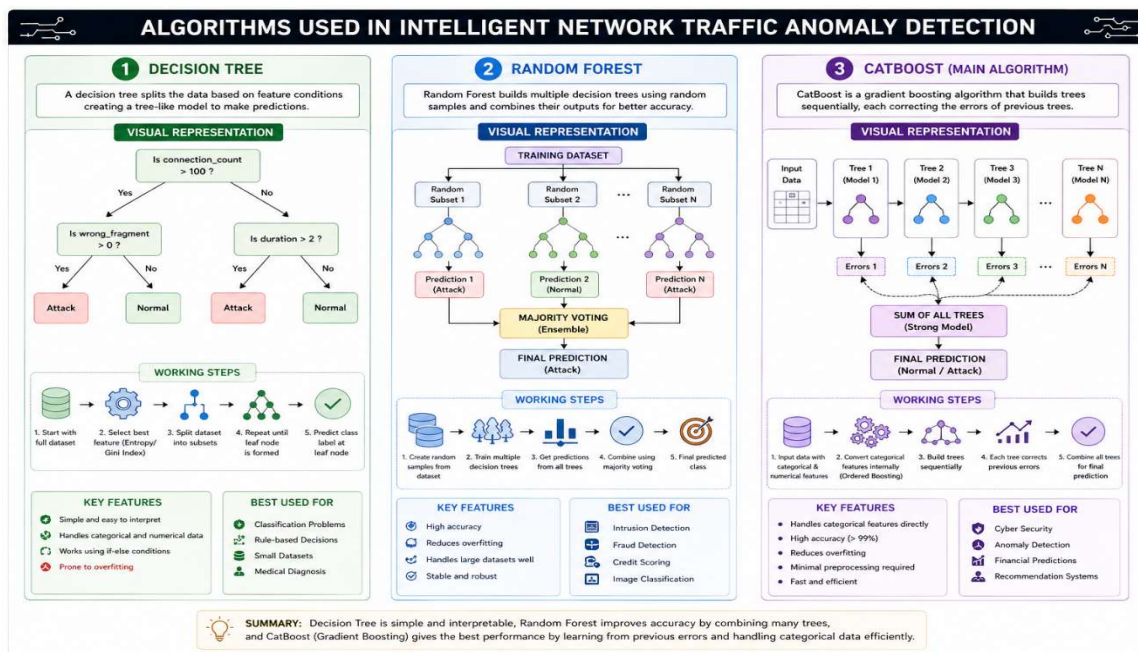 ALGORITHMS USED IN INTELLIGENT NETWORK TRAFFIC ANOMALY DETECTION
1 DECISION TREE
A decision tree splits the data based on feature conditions
creating a tree-like model to make predictions.
VISUAL REPRESENTATION
Is connection_count
> 100 ?
Yes
No
Is wrong_fragment
> 0 ?
Is duration > 2 ?
Yes
No
Yes
No
Attack
Normal
Attack
Normal
WORKING STEPS
1. Start with
full dataset
2. Select best
feature (Entropy/
Gini Index)
3. Split dataset
into subsets
4. Repeat until
leaf node
is formed
5. Predict class
label at
leaf node
KEY FEATURES
Simple and easy to interpret
Handles categorical and numerical data
Works using if-else conditions
Prone to overfitting
BEST USED FOR
Classification Problems
Rule-based Decisions
Small Datasets
Medical Diagnosis
2 RANDOM FOREST
Random Forest builds multiple decision trees using random
samples and combines their outputs for better accuracy.
VISUAL REPRESENTATION
TRAINING DATASET
Random
Subset 1
Random
Subset 2
...
Random
Subset N
...
Prediction 1
(Attack)
Prediction 2
(Normal)
Prediction N
(Attack)
MAJORITY VOTING
(Ensemble)
FINAL PREDICTION
(Attack)
WORKING STEPS
1. Create random
samples from
dataset
2. Train multiple
decision trees
3. Get predictions
from all trees
4. Combine using
majority voting
5. Final predicted
class
KEY FEATURES
High accuracy
Reduces overfitting
Handles large datasets well
Stable and robust
BEST USED FOR
Intrusion Detection
Fraud Detection
Credit Scoring
Image Classification
3 CATBOOST (MAIN ALGORITHM)
CatBoost is a gradient boosting algorithm that builds trees
sequentially, each correcting the errors of previous trees.
VISUAL REPRESENTATION
Input
Data
Tree 1
(Model 1)
Tree 2
(Model 2)
Tree 3
(Model 3)
...
Tree N
(Model N)
Errors 1
Errors 2
Errors 3
...
Errors N
SUM OF ALL TREES
(Strong Model)
FINAL PREDICTION
(Normal / Attack)
WORKING STEPS
1. Input data with
categorical &
numerical features
2. Convert categorical
features internally
(Ordered Boosting)
3. Build trees
sequentially
4. Each tree corrects
previous errors
5. Combine all trees
for final
prediction
KEY FEATURES
• Handles categorical features directly
• High accuracy (> 99%)
• Reduces overfitting
• Minimal preprocessing required
• Fast and efficient
BEST USED FOR
Cyber Security
Anomaly Detection
Financial Predictions
Recommendation Systems
SUMMARY: Decision Tree is simple and interpretable, Random Forest improves accuracy by combining many trees,
and CatBoost (Gradient Boosting) gives the best performance by learning from previous errors and handling categorical data efficiently.